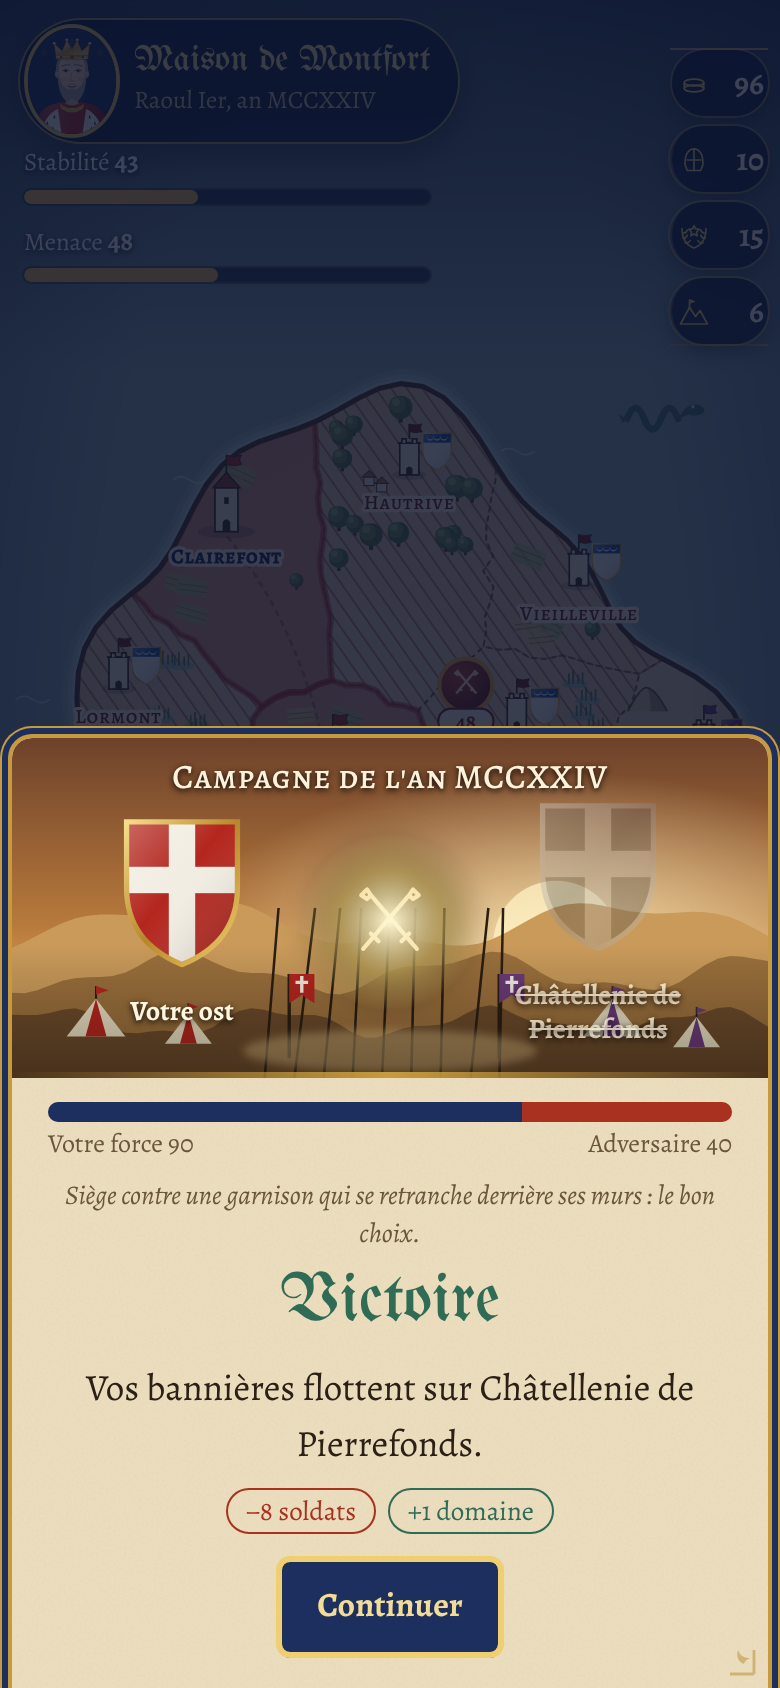 Maison de Montfort
Raoul Ier, an MCCXXIV
96
10
15
6
Stabilité 43
Menace 48
HAUTRIVE
CLAIREFONT
VIEILLEVILLE
LORMONT
48
CAMPAGNE DE L'AN MCCXXIV
Votre ost
Châtellenie de
Pierrefonds
Votre force 90
Adversaire 40
Siège contre une garnison qui se retranche derrière ses murs : le bon
choix.
Victoire
Vos bannières flottent sur Châtellenie de
Pierrefonds.
−8 soldats
+1 domaine
Continuer